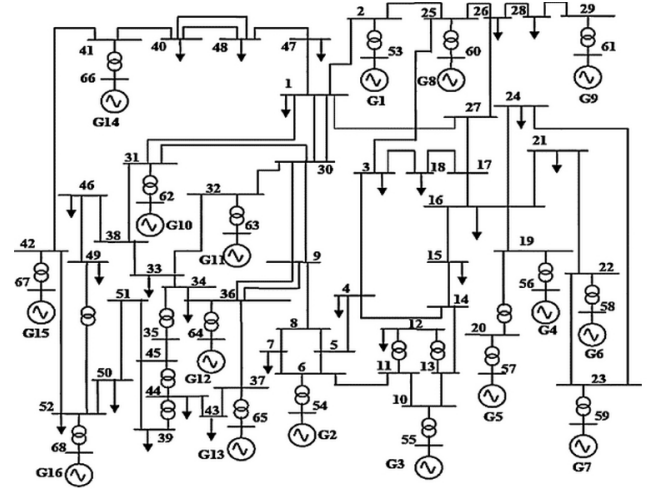 2 25 26 28 29
41 40 48 47 53 60 61
66 G1 G8 G9
G14 1 27 24
31 30 3 18 17 21
62 32 16
46 G10 63
42 38 G11 15 19 22
49 33 9 56
67 51 34 36 4 14 58
G15 35 64 8 12 20 G4 G6
45 7 5 11 13 57
50 G12 6 G5 23
52 44 43 37 10
39 65 54 59
68 G13 G2 55 G7
G16 G3